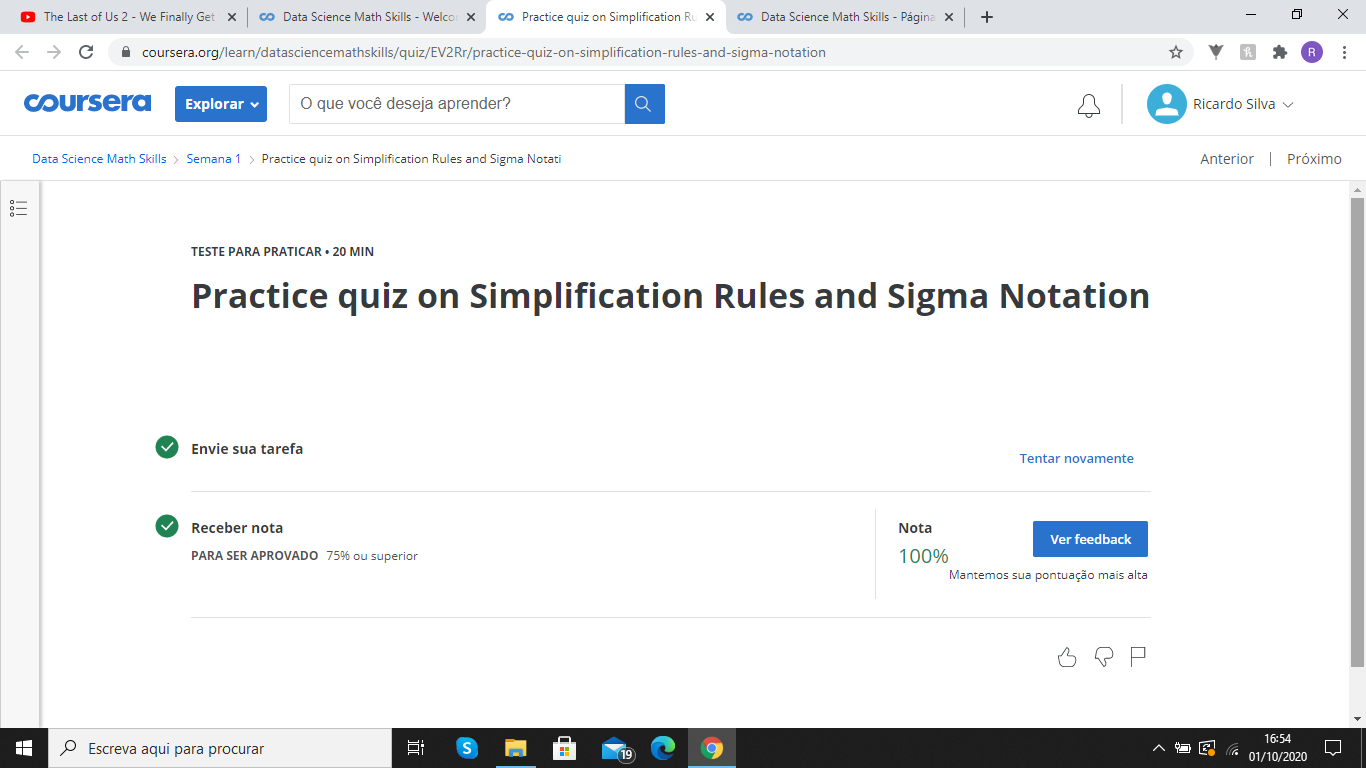 The Last of Us 2 - We Finally Get
Data Science Math Skills - Welco
Practice quiz on Simplification Ru
Data Science Math Skills - Página
coursera.org/learn/datasciencemathskills/quiz/EV2Rr/practice-quiz-on-simplification-rules-and-sigma-notation
R
coursera
Explorar
O que você deseja aprender?
Ricardo Silva
Data Science Math Skills
Semana 1
Practice quiz on Simplification Rules and Sigma Notati
Anterior | Próximo
TESTE PARA PRATICAR • 20 MIN
Practice quiz on Simplification Rules and Sigma Notation
Envie sua tarefa
Tentar novamente
Receber nota
PARA SER APROVADO 75% ou superior
Nota
100%
Ver feedback
Mantemos sua pontuação mais alta
Escreva aqui para procurar
19
16:54
01/10/2020